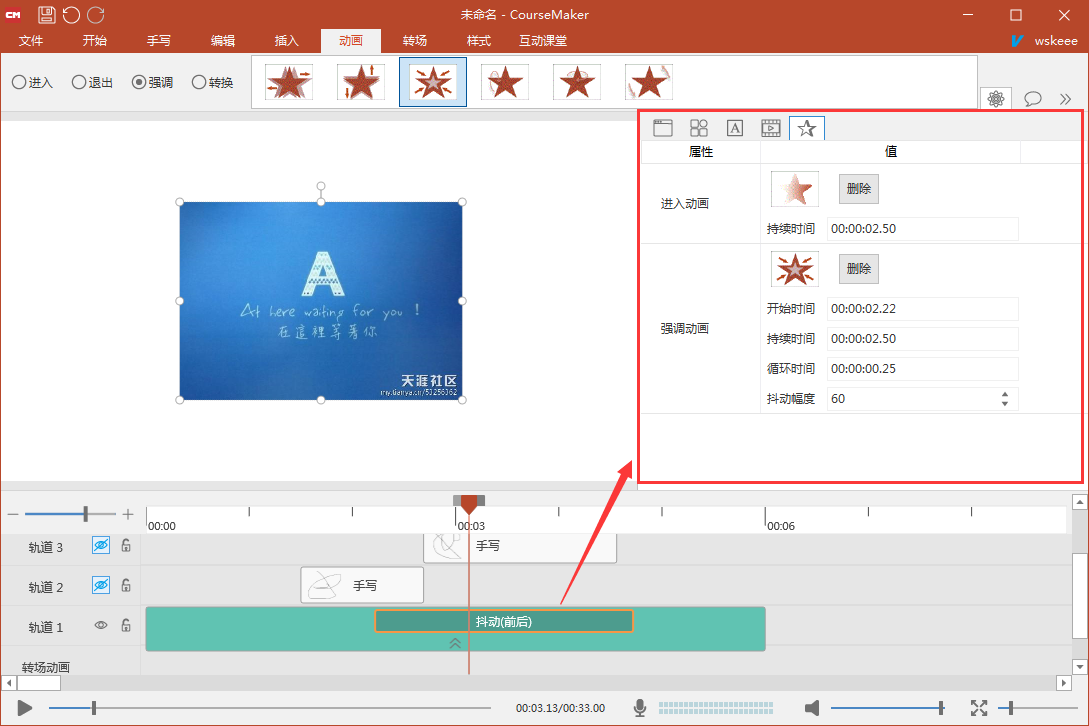 CM
未命名 - CourseMaker
文件 开始 手写 编辑 插入 动画 转场 样式 互动课堂 wskeee
进入 退出 强调 转换
属性 值
进入动画
删除
持续时间 00:00:02.50
强调动画
删除
开始时间 00:00:02.22
持续时间 00:00:02.50
循环时间 00:00:00.25
抖动幅度 60
A
At here waiting for you !
在這裡等著你
天涯社区
my.tianya.cn/53256362
00:00 00:03 00:06
轨道 3 手写
轨道 2 手写
轨道 1 抖动(前后)
转场动画
00:03.13/00:33.00